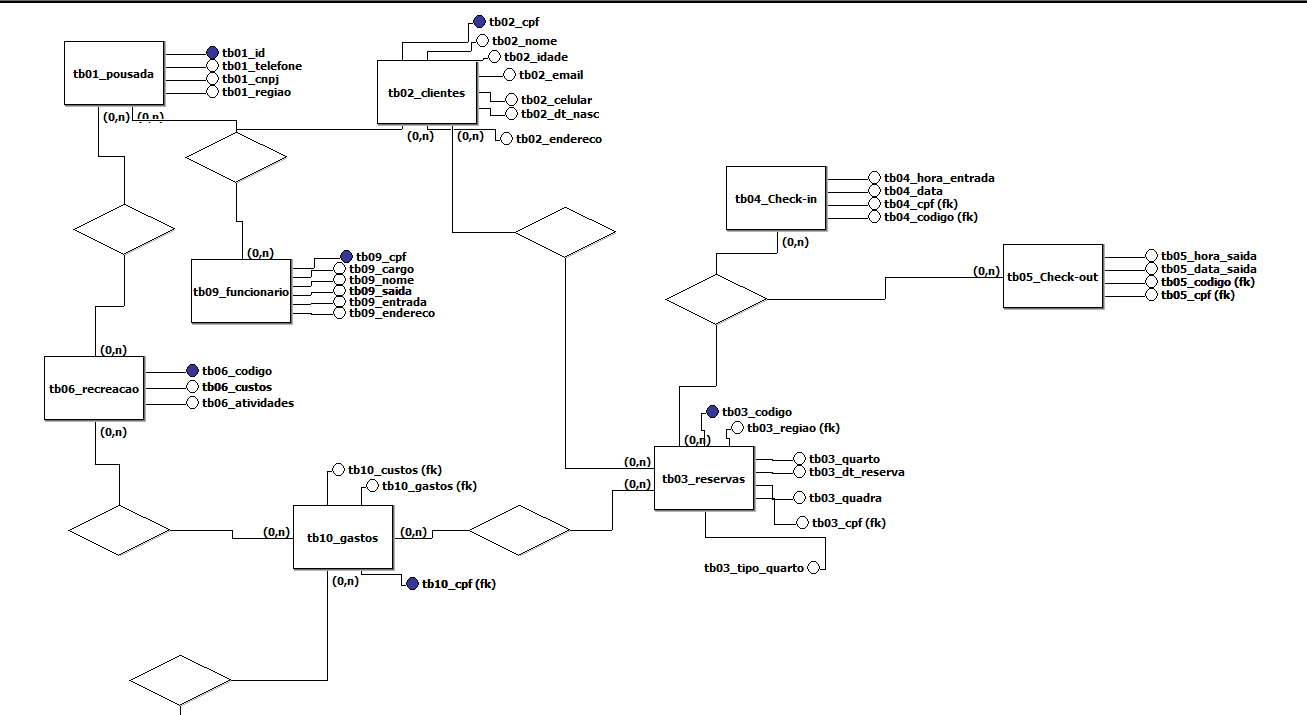 tb01_pousada
tb01_id
tb01_telefone
tb01_cnpj
tb01_regiao
(0,n)
(0,n)
tb02_clientes
tb02_cpf
tb02_nome
tb02_idade
tb02_email
tb02_celular
tb02_dt_nasc
tb02_endereco
(0,n)
(0,n)
tb04_Check-in
tb04_hora_entrada
tb04_data
tb04_cpf (fk)
tb04_codigo (fk)
(0,n)
(0,n)
tb05_Check-out
tb05_hora_saida
tb05_data_saida
tb05_codigo (fk)
tb05_cpf (fk)
(0,n)
tb09_funcionario
tb09_cpf
tb09_cargo
tb09_nome
tb09_saida
tb09_entrada
tb09_endereco
(0,n)
tb06_recreacao
tb06_codigo
tb06_custos
tb06_atividades
(0,n)
tb03_codigo
tb03_regiao (fk)
(0,n)
(0,n)
(0,n)
tb03_reservas
tb03_quarto
tb03_dt_reserva
tb03_quadra
tb03_cpf (fk)
tb03_tipo_quarto
tb10_custos (fk)
tb10_gastos (fk)
(0,n)
tb10_gastos
(0,n)
(0,n)
tb10_cpf (fk)